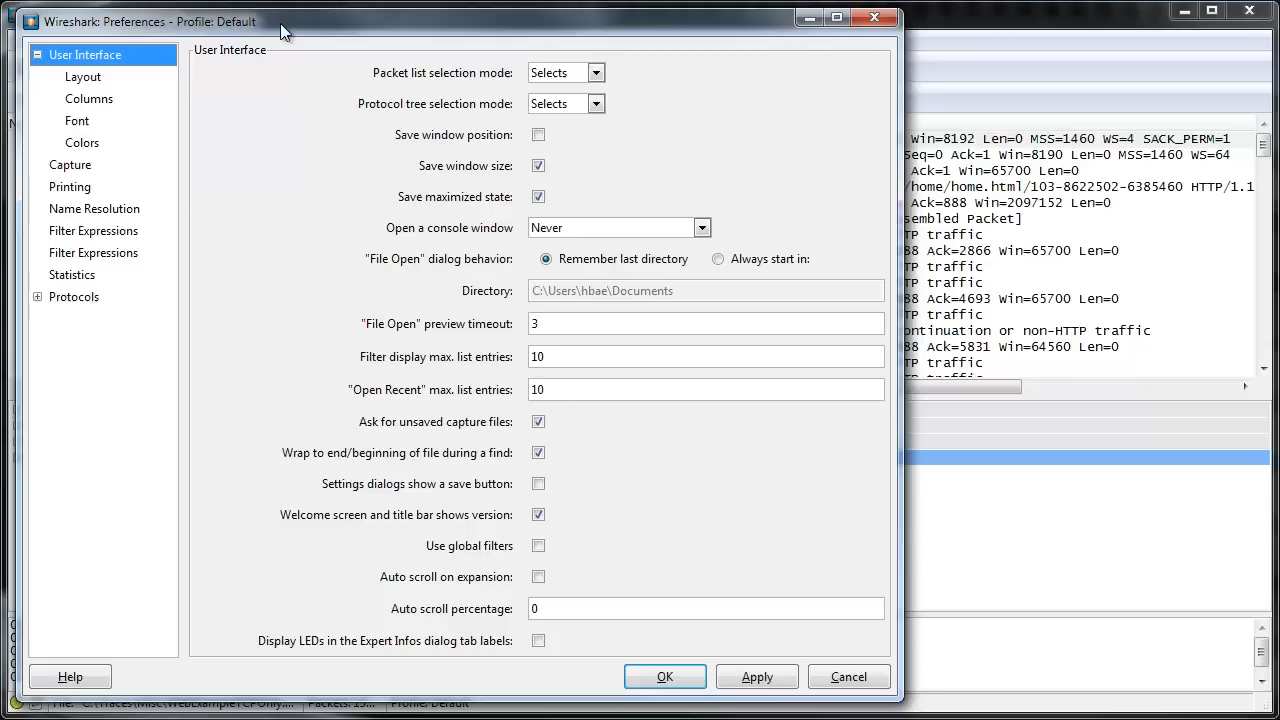 Wireshark: Preferences - Profile: Default
User Interface
Layout
Columns
Font
Colors
Capture
Printing
Name Resolution
Filter Expressions
Filter Expressions
Statistics
Protocols
User Interface
Packet list selection mode: Selects
Protocol tree selection mode: Selects
Save window position:
Save window size:
Save maximized state:
Open a console window Never
"File Open" dialog behavior: Remember last directory Always start in:
Directory: C:\Users\hbae\Documents
"File Open" preview timeout: 3
Filter display max. list entries: 10
"Open Recent" max. list entries: 10
Ask for unsaved capture files:
Wrap to end/beginning of file during a find:
Settings dialogs show a save button:
Welcome screen and title bar shows version:
Use global filters
Auto scroll on expansion:
Auto scroll percentage: 0
Display LEDs in the Expert Infos dialog tab labels:
Help OK Apply Cancel
Win=8192 Len=0 MSS=1460 WS=4 SACK_PERM=1
Seq=0 Ack=1 Win=8190 Len=0 MSS=1460 WS=64
Ack=1 Win=65700 Len=0
/home/home.html/103-8622502-6385460 HTTP/1.1
Ack=888 Win=2097152 Len=0
sembled Packet]
TP traffic
88 Ack=2866 Win=65700 Len=0
TP traffic
TP traffic
88 Ack=4693 Win=65700 Len=0
TP traffic
ontinuation or non-HTTP traffic
88 Ack=5831 Win=64560 Len=0
TP traffic
TP traffic
Profile: Default